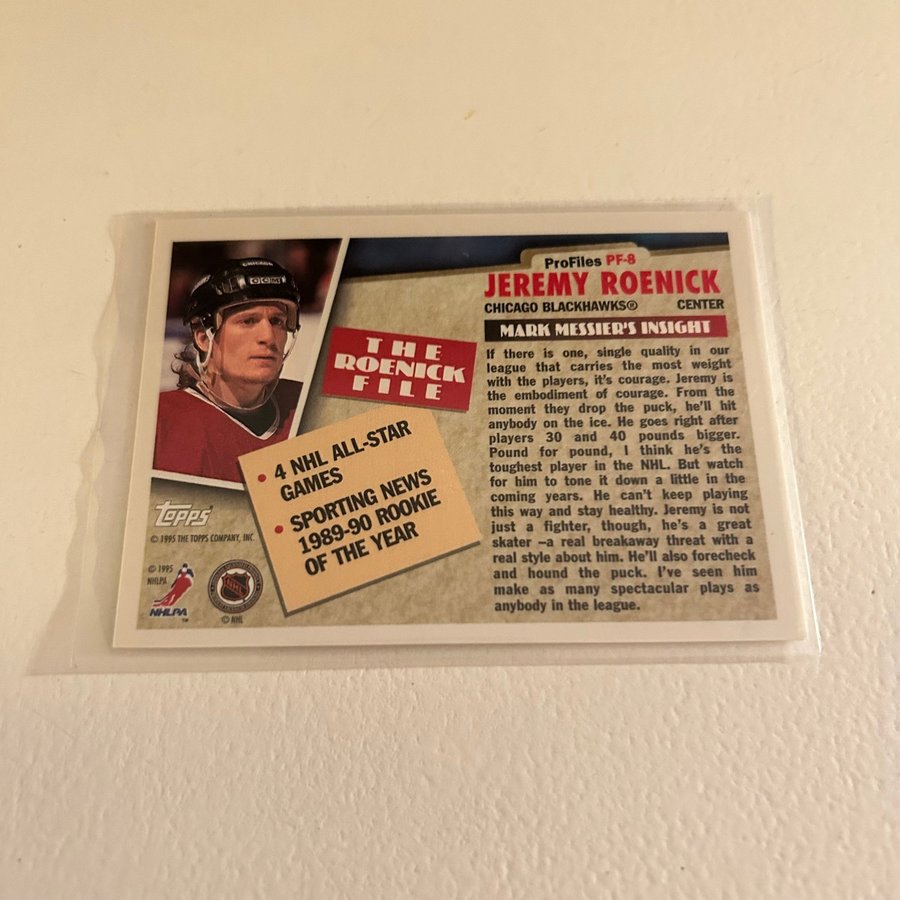 CHICAGO
CCM
ProFiles PF-8
JEREMY ROENICK
CHICAGO BLACKHAWKS® CENTER
MARK MESSIER'S INSIGHT
If there is one, single quality in our
league that carries the most weight
with the players, it's courage. Jeremy is
the embodiment of courage. From the
moment they drop the puck, he'll hit
anybody on the ice. He goes right after
players 30 and 40 pounds bigger.
Pound for pound, I think he's the
toughest player in the NHL. But watch
for him to tone it down a little in the
coming years. He can't keep playing
this way and stay healthy. Jeremy is not
just a fighter, though, he's a great
skater –a real breakaway threat with a
real style about him. He'll also forecheck
and hound the puck. I've seen him
make as many spectacular plays as
anybody in the league.
THE
ROENICK
FILE
• 4 NHL ALL-STAR
GAMES
• SPORTING NEWS
1989-90 ROOKIE
OF THE YEAR
topps
© 1995 THE TOPPS COMPANY, INC.
© 1995
NHLPA
NHLPA
™
NHL
© NHL